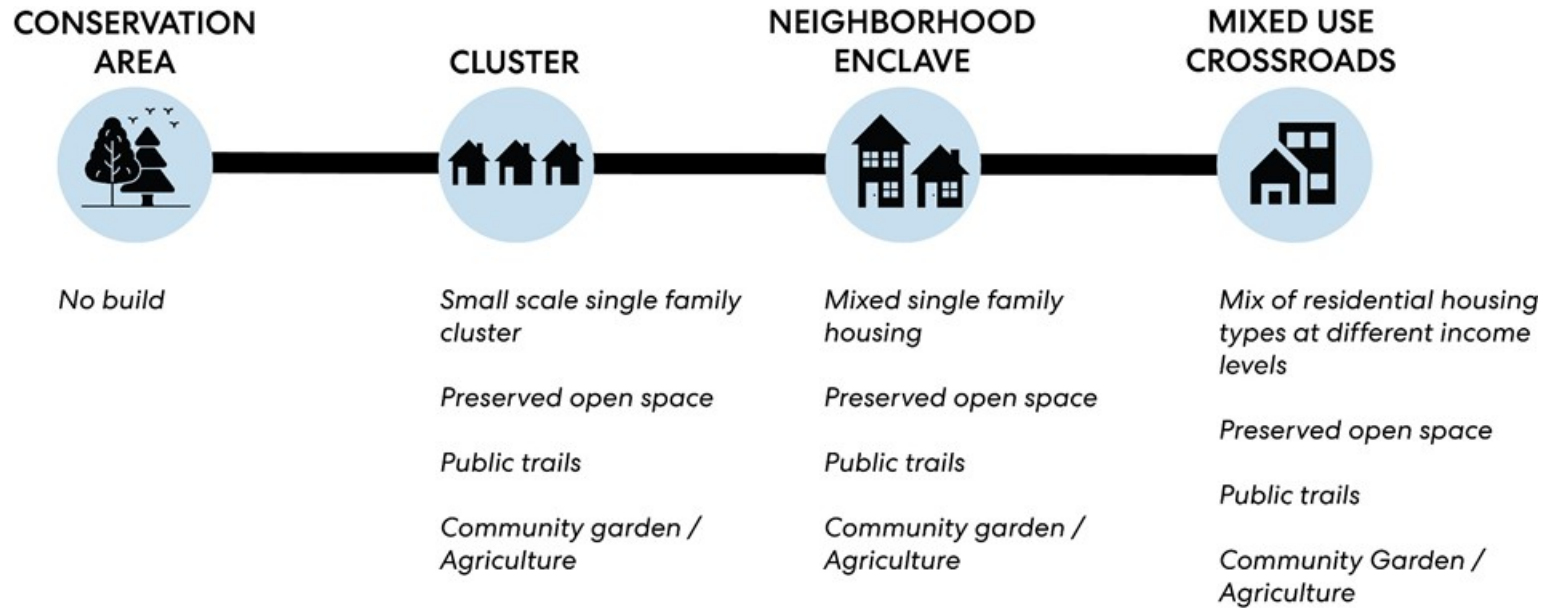 CONSERVATION
AREA
No build
CLUSTER
Small scale single family
cluster
Preserved open space
Public trails
Community garden /
Agriculture
NEIGHBORHOOD
ENCLAVE
Mixed single family
housing
Preserved open space
Public trails
Community garden /
Agriculture
MIXED USE
CROSSROADS
Mix of residential housing
types at different income
levels
Preserved open space
Public trails
Community Garden /
Agriculture